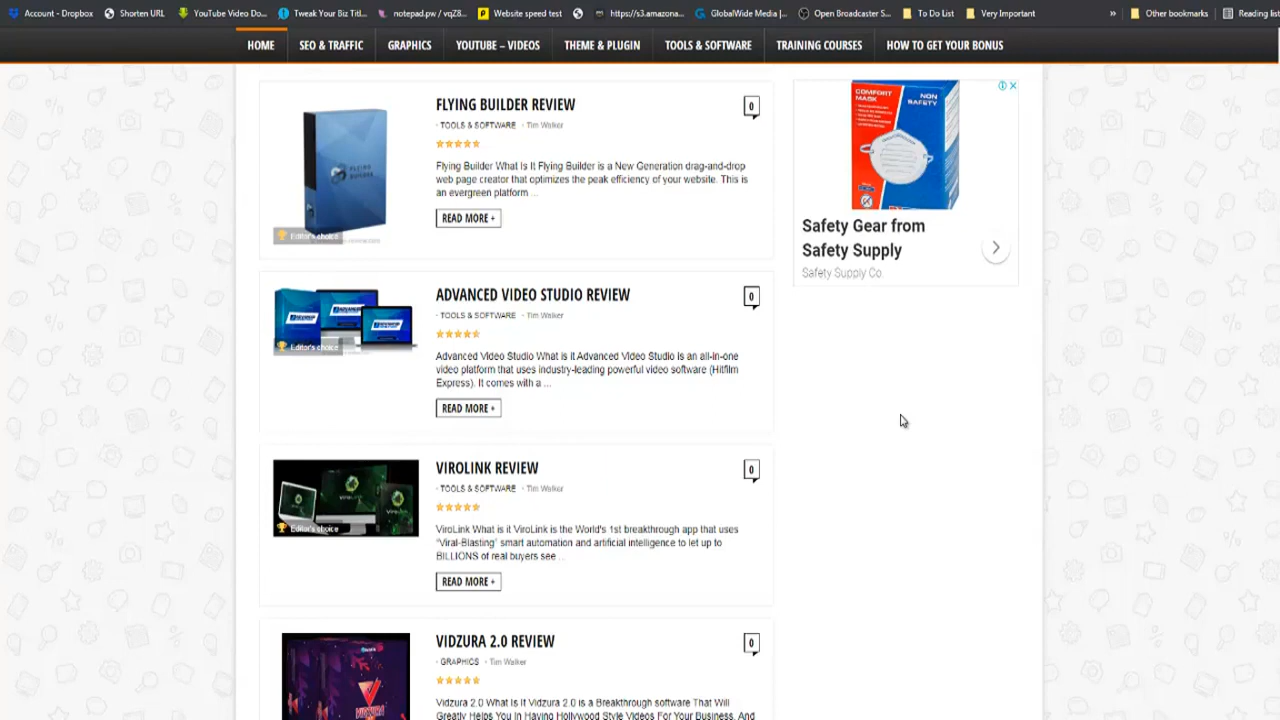 Account - Dropbox Shorten URL YouTube Video Do... Tweak Your Biz Titl... notepad.pw / vqZ8... Website speed test https://s3.amazona... GlobalWide Media |... Open Broadcaster S... To Do List Very Important » Other bookmarks Reading list
HOME SEO & TRAFFIC GRAPHICS YOUTUBE – VIDEOS THEME & PLUGIN TOOLS & SOFTWARE TRAINING COURSES HOW TO GET YOUR BONUS
FLYING BUILDER REVIEW
0
- TOOLS & SOFTWARE - Tim Walker
Flying Builder What Is It Flying Builder is a New Generation drag-and-drop
web page creator that optimizes the peak efficiency of your website. This is
an evergreen platform ...
READ MORE +
FLYING
BUILDER
Editor's choice
COMFORT
MASK
NON
SAFETY
Safety Gear from
Safety Supply
Safety Supply Co.
ADVANCED VIDEO STUDIO REVIEW
0
- TOOLS & SOFTWARE - Tim Walker
Advanced Video Studio What is it Advanced Video Studio is an all-in-one
video platform that uses industry-leading powerful video software (Hitfilm
Express). It comes with a ...
READ MORE +
Editor's choice
VIROLINK REVIEW
0
- TOOLS & SOFTWARE - Tim Walker
ViroLink What is it ViroLink is the World's 1st breakthrough app that uses
"Viral-Blasting" smart automation and artificial intelligence to let up to
BILLIONS of real buyers see ...
READ MORE +
Editor's choice
VIDZURA 2.0 REVIEW
0
- GRAPHICS - Tim Walker
Vidzura 2.0 What Is It Vidzura 2.0 is a Breakthrough software That Will
Greatly Helps You In Having Hollywood Style Videos For Your Business, And
VIDZURA